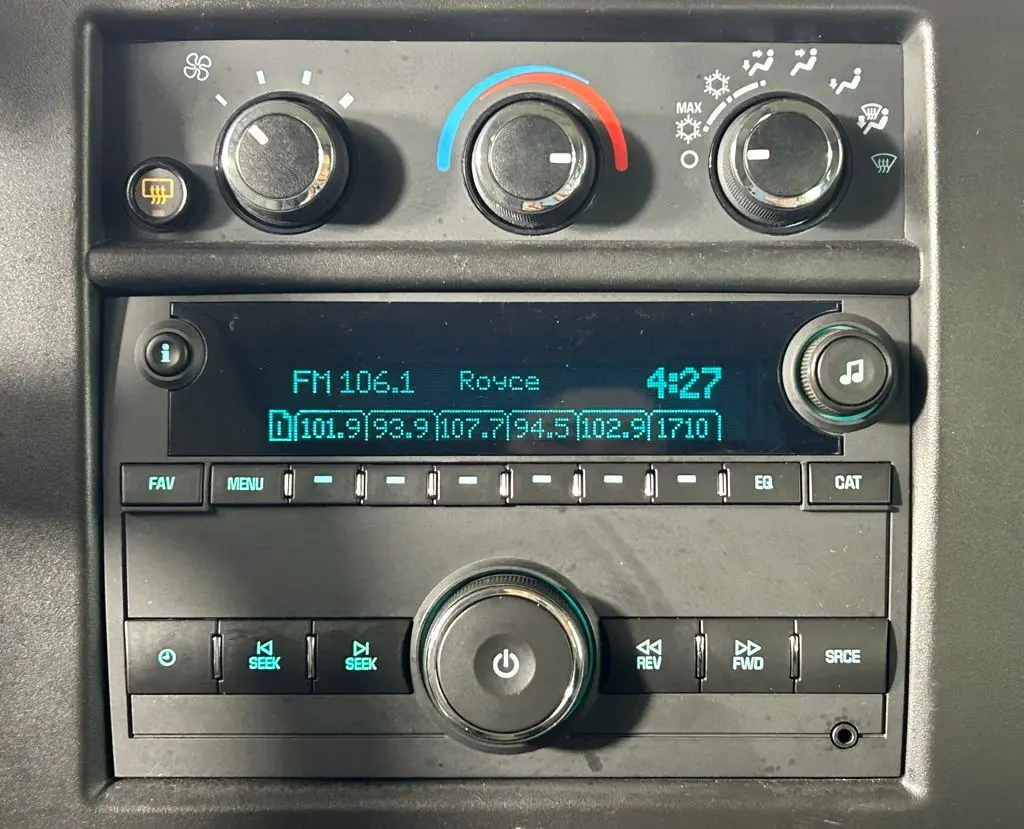 MAX
i
FM 106.1 Royce 4:27
D 101.9 93.9 107.7 94.5 102.9 1710
FAV MENU EQ CAT
SEEK SEEK REV FWD SRCE